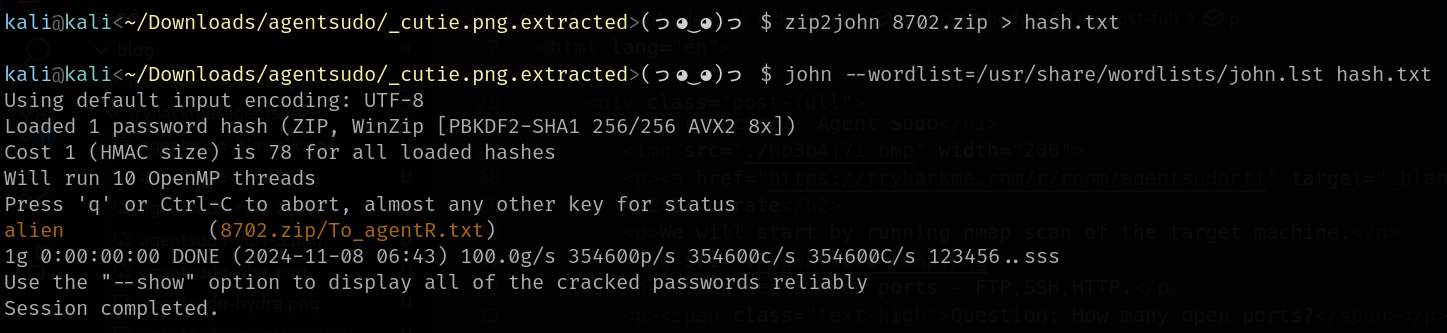 kali@kali<~/Downloads/agentsudo/_cutie.png.extracted>(っ◕‿◕)っ $ zip2john 8702.zip > hash.txt
kali@kali<~/Downloads/agentsudo/_cutie.png.extracted>(っ◕‿◕)っ $ john --wordlist=/usr/share/wordlists/john.lst hash.txt
Using default input encoding: UTF-8
Loaded 1 password hash (ZIP, WinZip [PBKDF2-SHA1 256/256 AVX2 8x])
Cost 1 (HMAC size) is 78 for all loaded hashes
Will run 10 OpenMP threads
Press 'q' or Ctrl-C to abort, almost any other key for status
alien            (8702.zip/To_agentR.txt)
1g 0:00:00:00 DONE (2024-11-08 06:43) 100.0g/s 354600p/s 354600c/s 354600C/s 123456..sss
Use the "--show" option to display all of the cracked passwords reliably
Session completed.